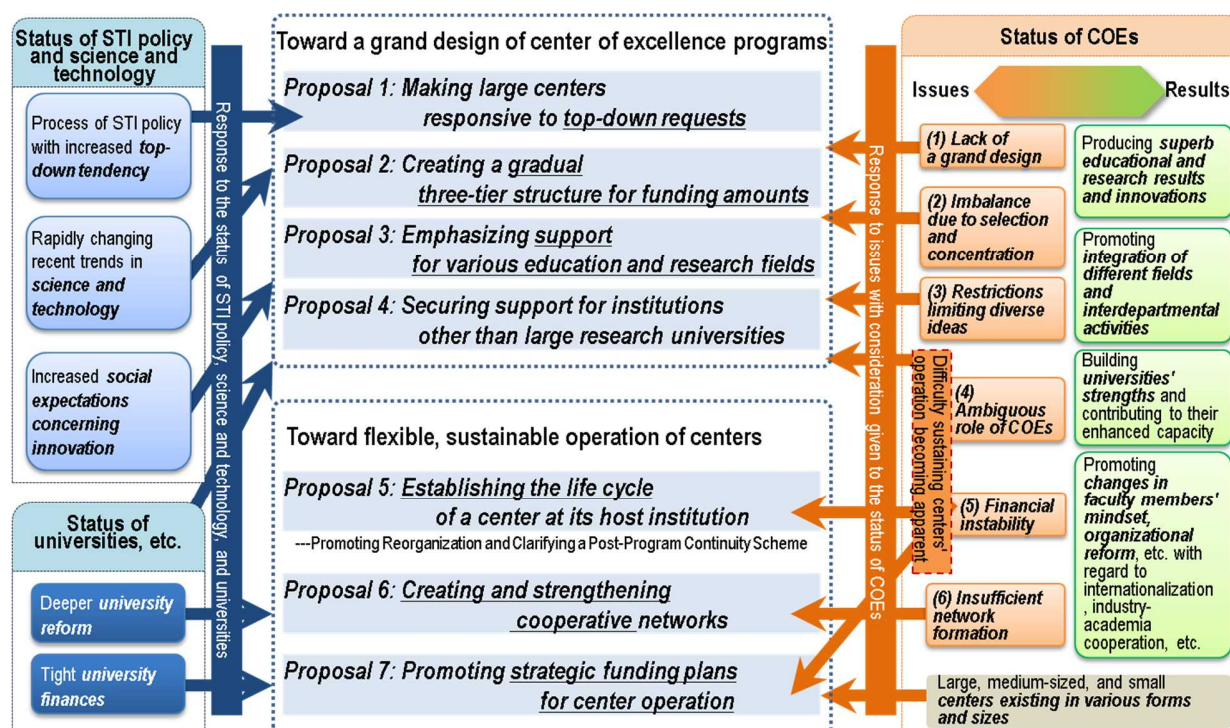 Status of STI policy
and science and
technology
Process of STI policy
with increased top-
down tendency
Rapidly changing
recent trends in
science and
technology
Increased social
expectations
concerning
innovation
Status of
universities, etc.
Deeper university
reform
Tight university
finances
Response to the status of STI policy, science and technology, and universities
Toward a grand design of center of excellence programs
Proposal 1: Making large centers
responsive to top-down requests
Proposal 2: Creating a gradual
three-tier structure for funding amounts
Proposal 3: Emphasizing support
for various education and research fields
Proposal 4: Securing support for institutions
other than large research universities
Toward flexible, sustainable operation of centers
Proposal 5: Establishing the life cycle
of a center at its host institution
---Promoting Reorganization and Clarifying a Post-Program Continuity Scheme
Proposal 6: Creating and strengthening
cooperative networks
Proposal 7: Promoting strategic funding plans
for center operation
Response to issues with consideration given to the status of COEs
Status of COEs
Issues
Results
(1) Lack of
a grand design
(2) Imbalance
due to selection
and
concentration
(3) Restrictions
limiting diverse
ideas
Difficulty sustaining centers'
operation becoming apparent
(4)
Ambiguous
role of COEs
(5) Financial
instability
(6) Insufficient
network
formation
Producing superb
educational and
research results
and innovations
Promoting
integration of
different fields
and
interdepartmental
activities
Building
universities'
strengths and
contributing to their
enhanced capacity
Promoting
changes in
faculty members'
mindset,
organizational
reform, etc. with
regard to
internationalization
, industry-
academia
cooperation, etc.
Large, medium-sized, and small
centers existing in various forms
and sizes